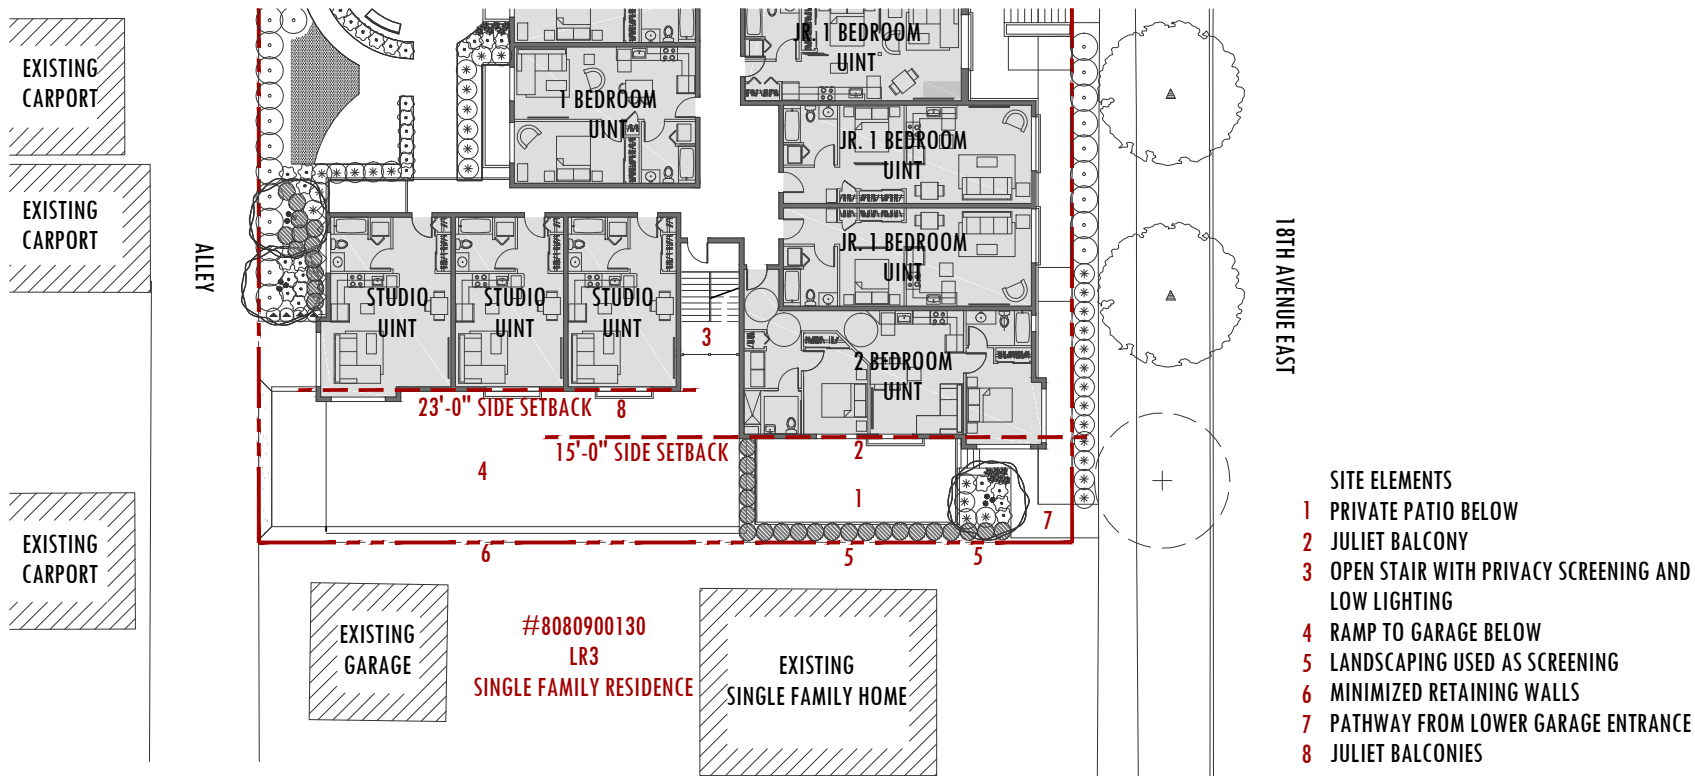 EXISTING
CARPORT
EXISTING
CARPORT
EXISTING
CARPORT
ALLEY
1 BEDROOM
UINT
JR. 1 BEDROOM
UINT
JR. 1 BEDROOM
UINT
JR. 1 BEDROOM
UINT
STUDIO
UINT
STUDIO
UINT
STUDIO
UINT
3
2 BEDROOM
UINT
23'-0" SIDE SETBACK
8
15'-0" SIDE SETBACK
2
4
1
7
6
5
5
18TH AVENUE EAST
EXISTING
GARAGE
#8080900130
LR3
SINGLE FAMILY RESIDENCE
EXISTING
SINGLE FAMILY HOME
SITE ELEMENTS
1 PRIVATE PATIO BELOW
2 JULIET BALCONY
3 OPEN STAIR WITH PRIVACY SCREENING AND
LOW LIGHTING
4 RAMP TO GARAGE BELOW
5 LANDSCAPING USED AS SCREENING
6 MINIMIZED RETAINING WALLS
7 PATHWAY FROM LOWER GARAGE ENTRANCE
8 JULIET BALCONIES